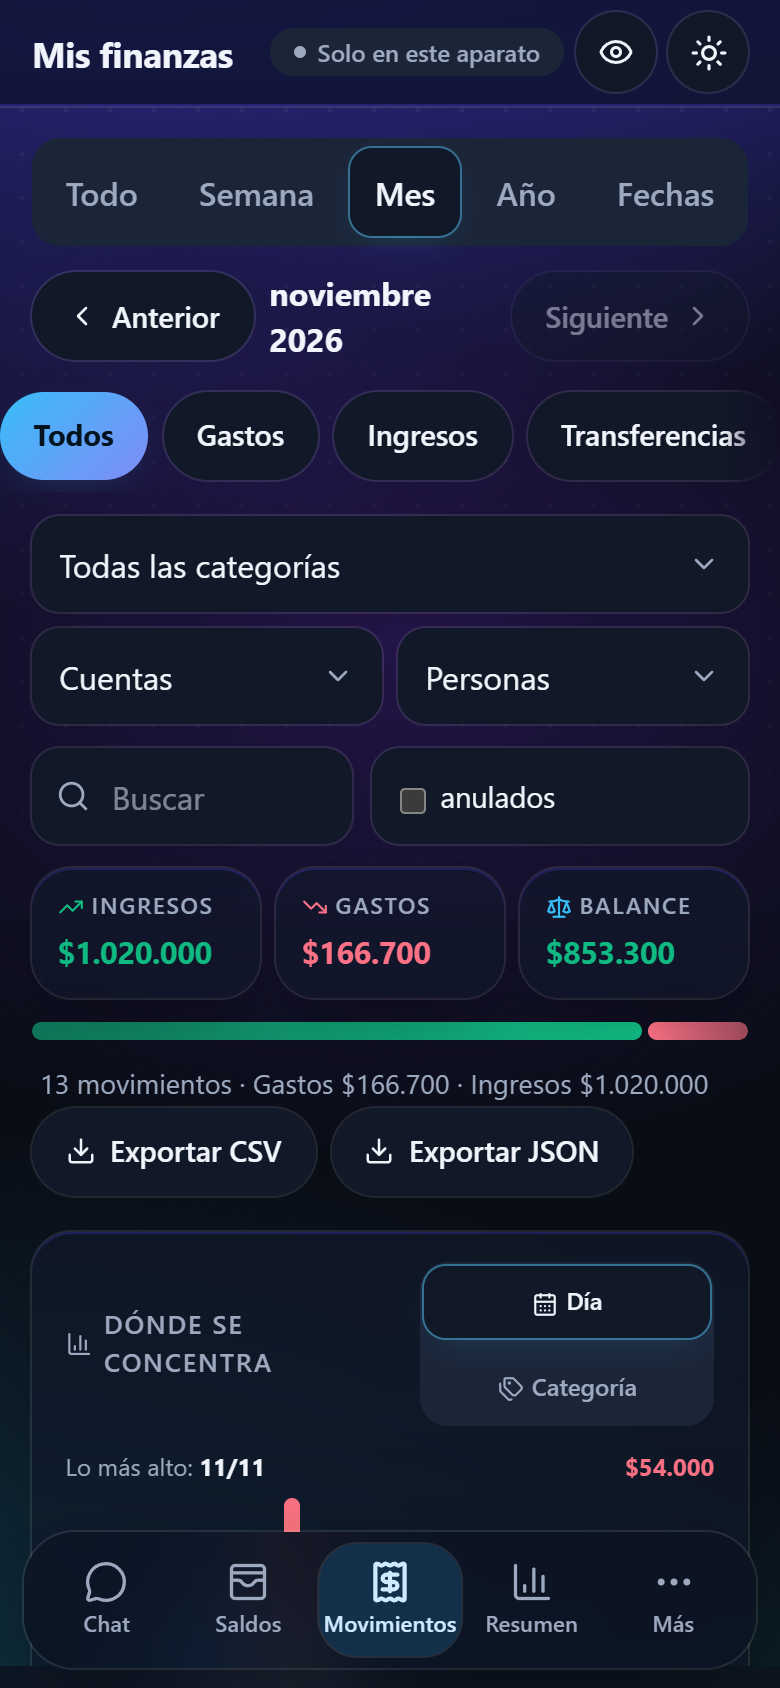 Mis finanzas
Solo en este aparato
Todo Semana Mes Año Fechas
Anterior
noviembre
2026
Siguiente
Todos Gastos Ingresos Transferencias
Todas las categorías
Cuentas
Personas
Buscar
anulados
INGRESOS
$1.020.000
GASTOS
$166.700
BALANCE
$853.300
13 movimientos · Gastos $166.700 · Ingresos $1.020.000
Exportar CSV
Exportar JSON
DÓNDE SE
CONCENTRA
Día
Categoría
Lo más alto: 11/11
$54.000
Chat Saldos Movimientos Resumen Más